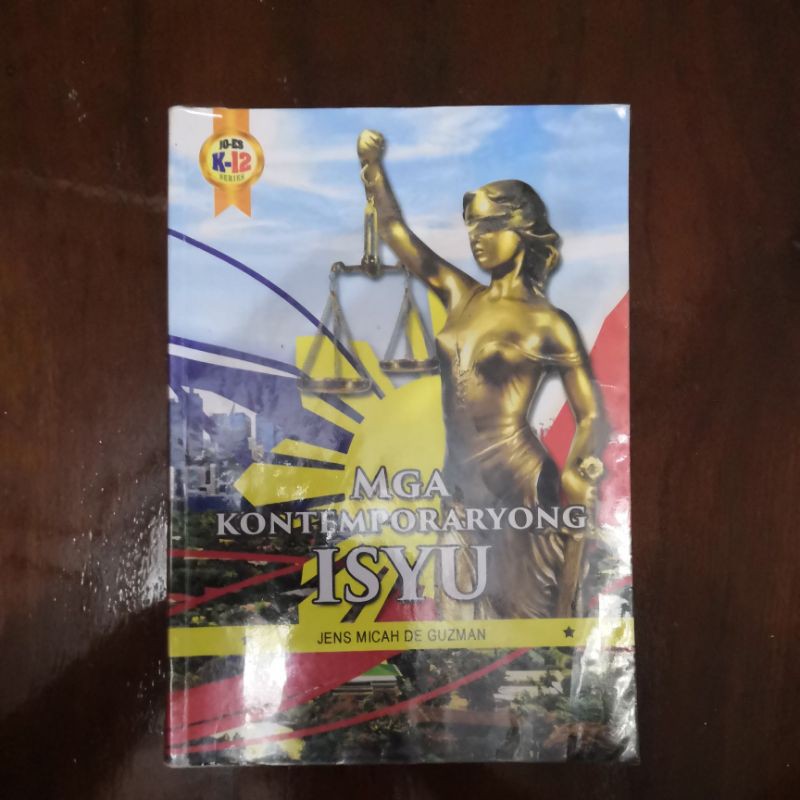 JO-ES
K-12
SERIES
MGA
KONTEMPORARYONG
ISYU
JENS MICAH DE GUZMAN